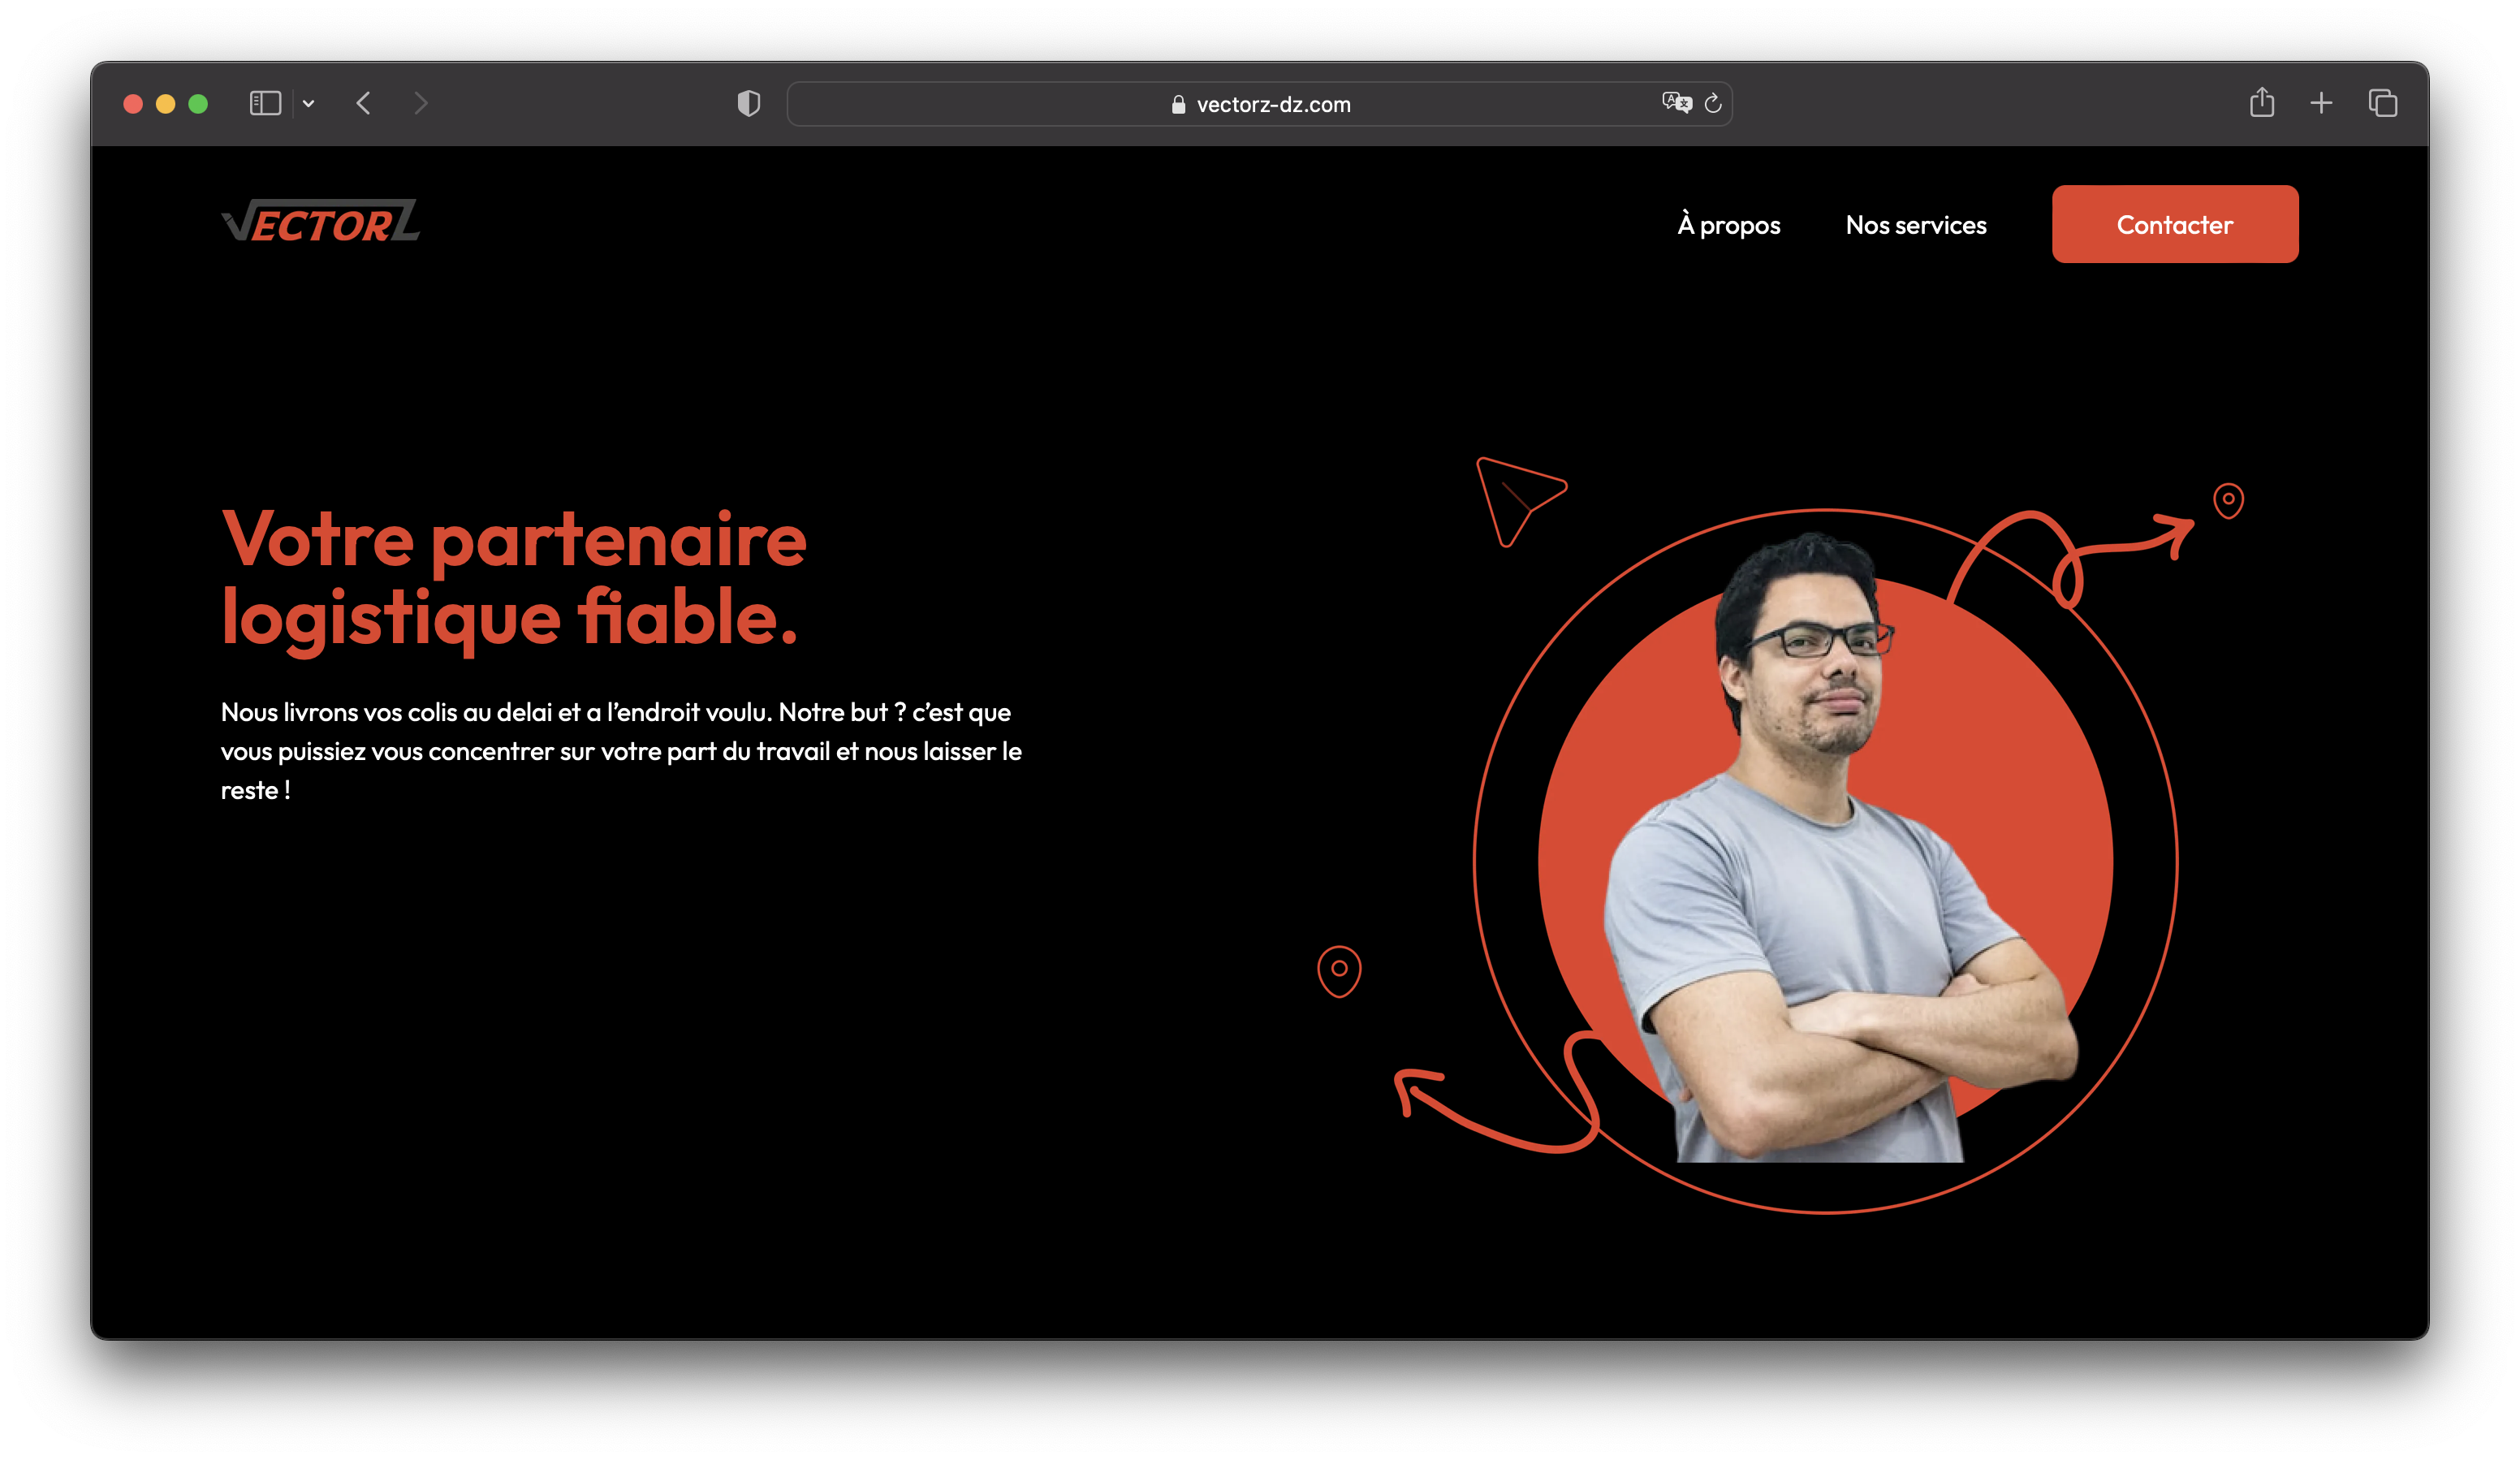 vectorz-dz.com
VECTORZ
À propos
Nos services
Contacter
Votre partenaire
logistique fiable.
Nous livrons vos colis au delai et a l’endroit voulu. Notre but ? c’est que
vous puissiez vous concentrer sur votre part du travail et nous laisser le
reste !